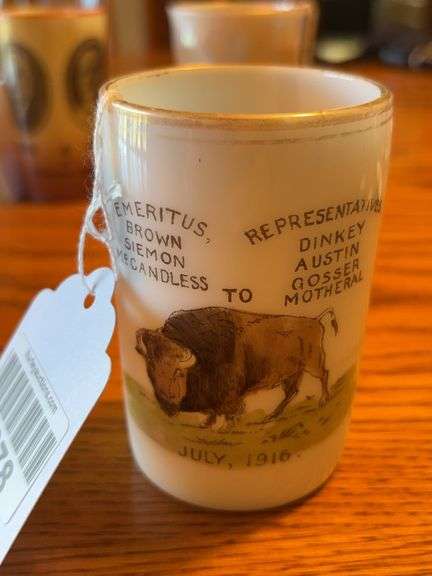 EMERITUS,
BROWN
SIEMON
McCANDLESS
REPRESENTATIVES
DINKEY
AUSTIN
GOSSER
MOTHERAL
TO
JULY, 1916.